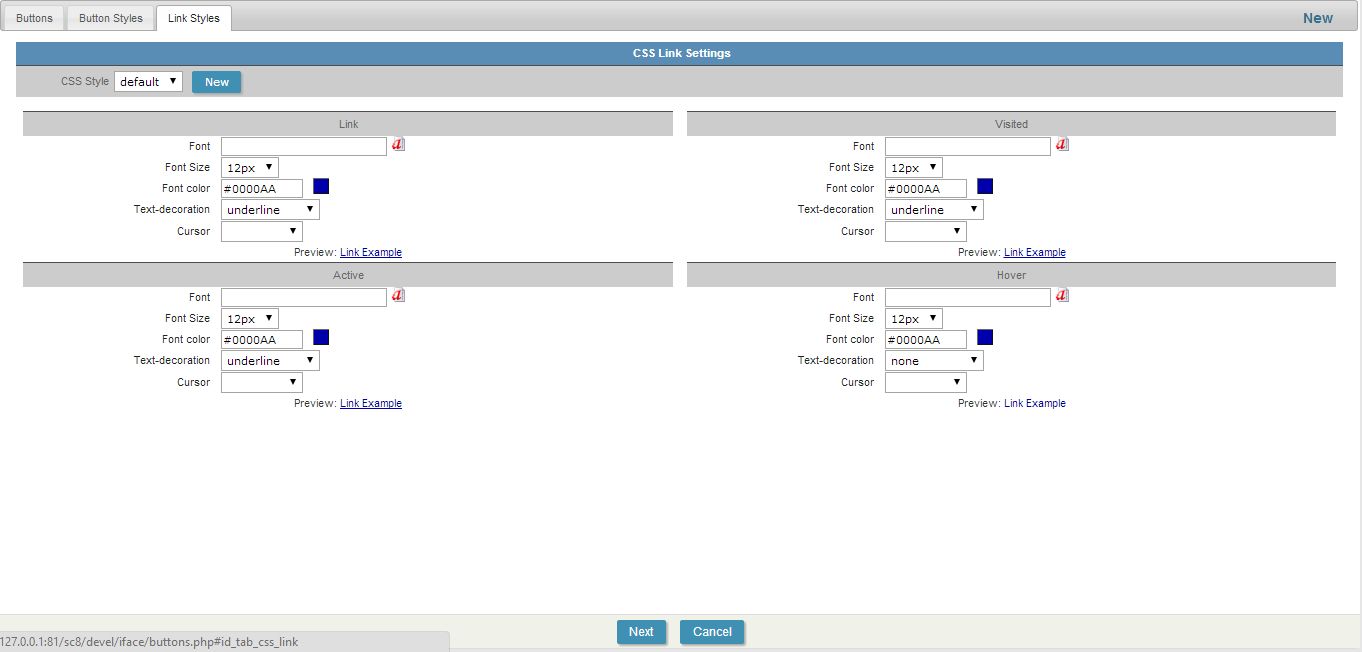 Buttons Button Styles Link Styles New
CSS Link Settings
CSS Style default New
Link
Font
Font Size 12px
Font color #0000AA
Text-decoration underline
Cursor
Preview: Link Example
Visited
Font
Font Size 12px
Font color #0000AA
Text-decoration underline
Cursor
Preview: Link Example
Active
Font
Font Size 12px
Font color #0000AA
Text-decoration underline
Cursor
Preview: Link Example
Hover
Font
Font Size 12px
Font color #0000AA
Text-decoration none
Cursor
Preview: Link Example
Next Cancel
127.0.0.1:81/sc8/devel/iface/buttons.php#id_tab_css_link